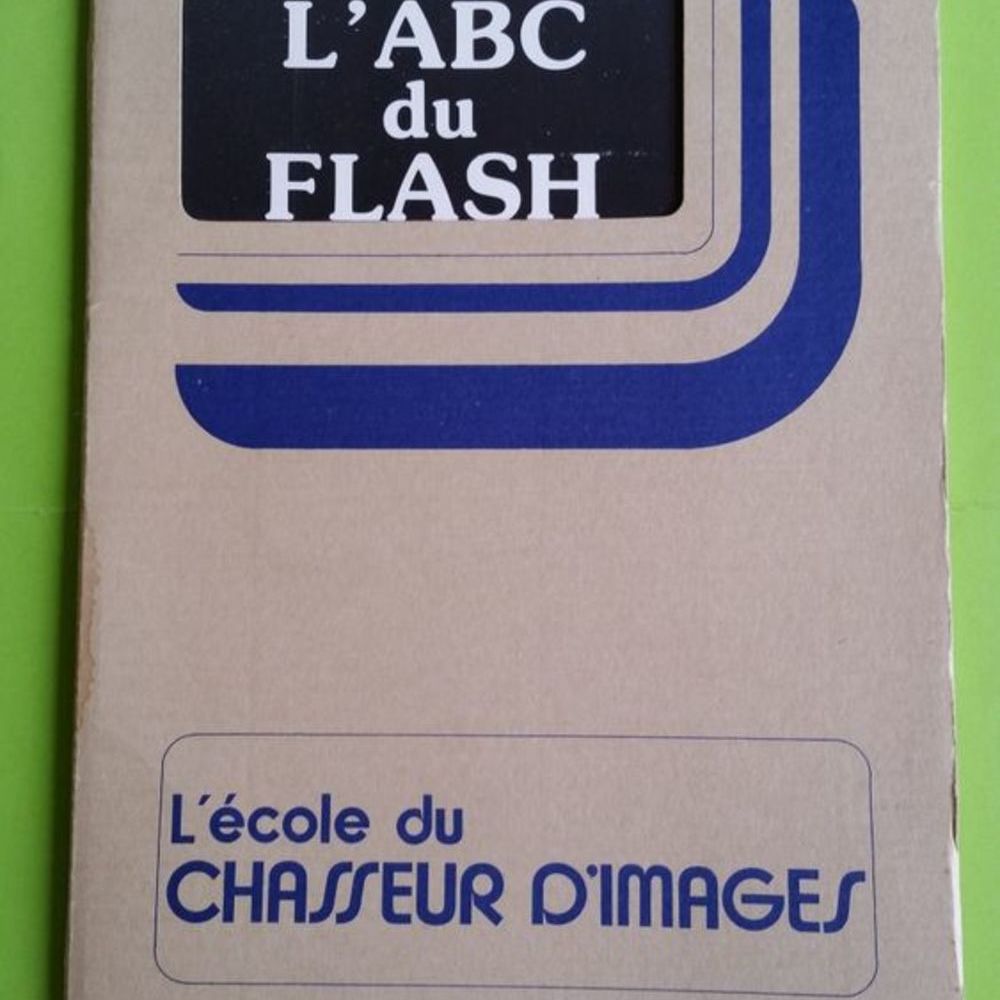 L'ABC
du
FLASH
L'école du
CHASSEUR D'IMAGES